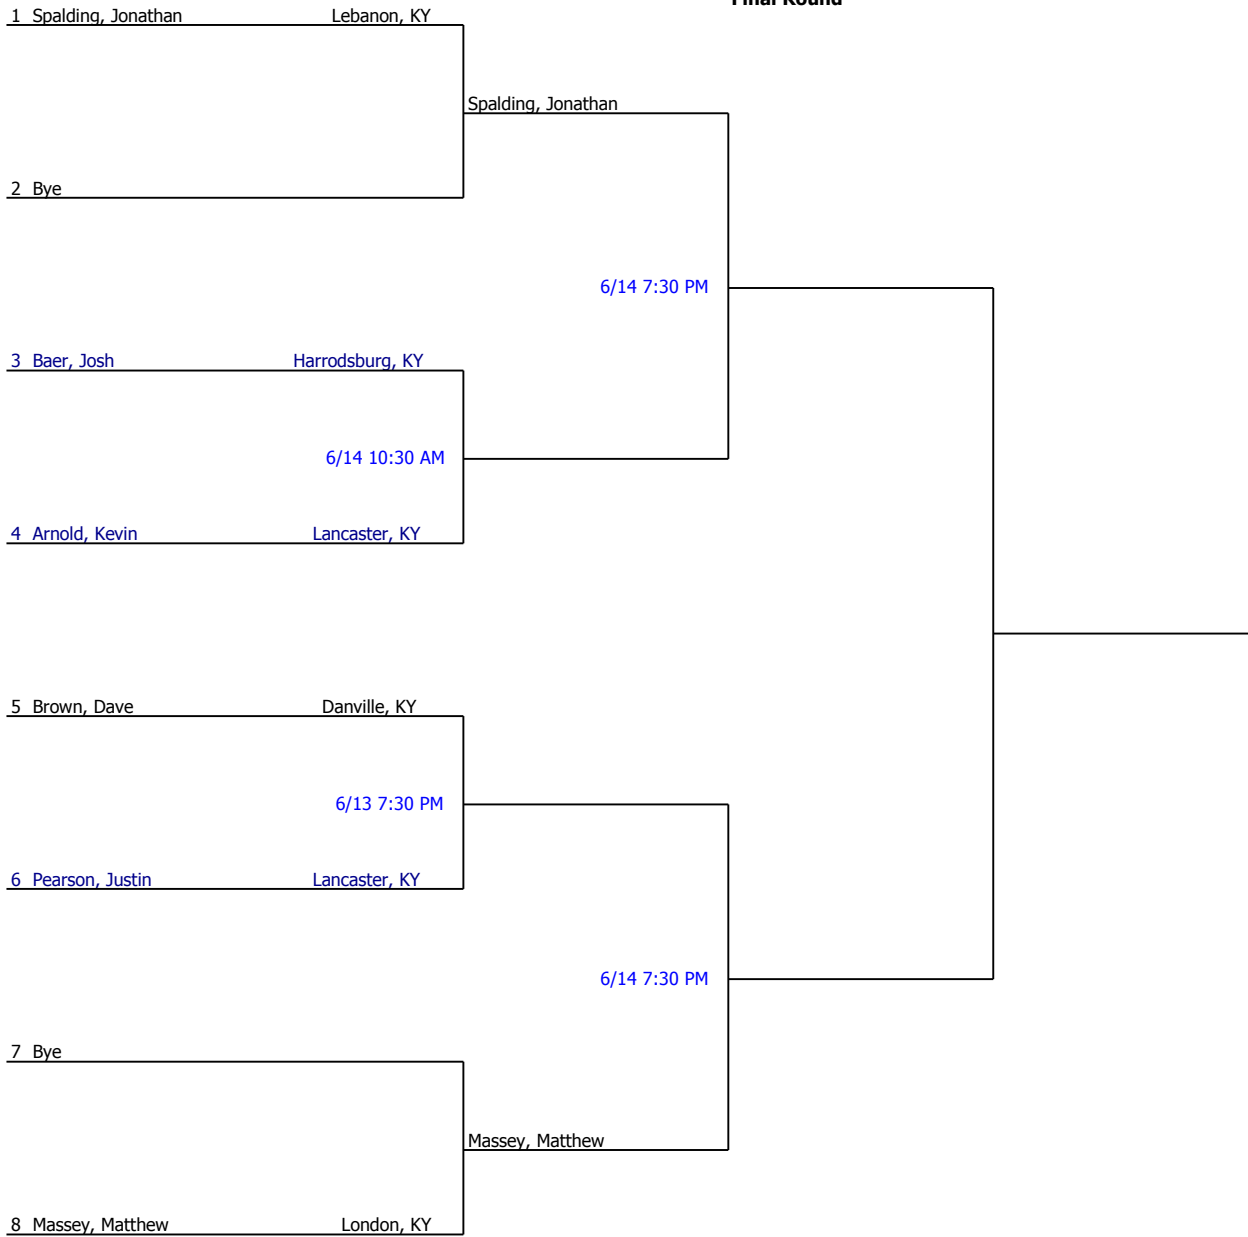 Final Round
1 Spalding, Jonathan Lebanon, KY
Spalding, Jonathan
2 Bye
6/14 7:30 PM
3 Baer, Josh Harrodsburg, KY
6/14 10:30 AM
4 Arnold, Kevin Lancaster, KY
5 Brown, Dave Danville, KY
6/13 7:30 PM
6 Pearson, Justin Lancaster, KY
6/14 7:30 PM
7 Bye
Massey, Matthew
8 Massey, Matthew London, KY